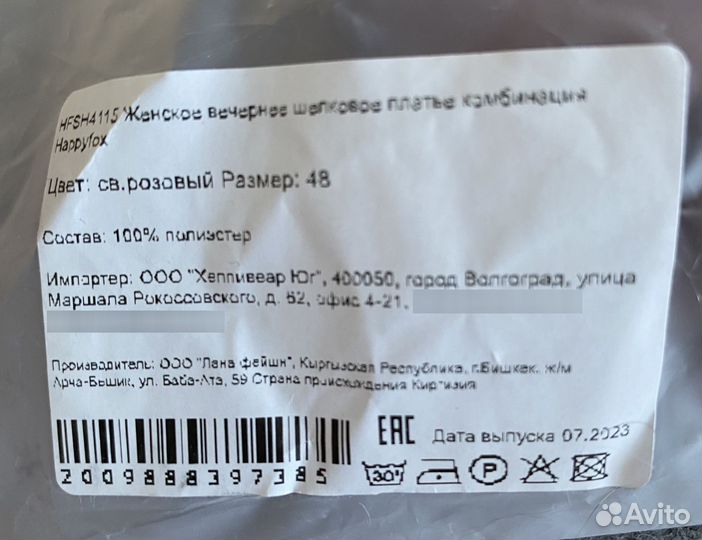 HFSH4115 Женское вечернее шелковое платье комбинация
Happyfox
Цвет: св.розовый Размер: 48
Состав: 100% полиэстер
Импортер: ООО "Хеппивеар Юг", 400050, город Волгоград, улица
Маршала Рокоссовского, д. 62, офис 4-21,
Производитель: ООО "Лана фейшн", Кыргызская Республика, г.Бишкек, ж/м
Арча-Бешик, ул. Баба-Ата, 59 Страна происхождения Киргизия
EAC Дата выпуска 07.2023
2009888397385
30°
P
Avito